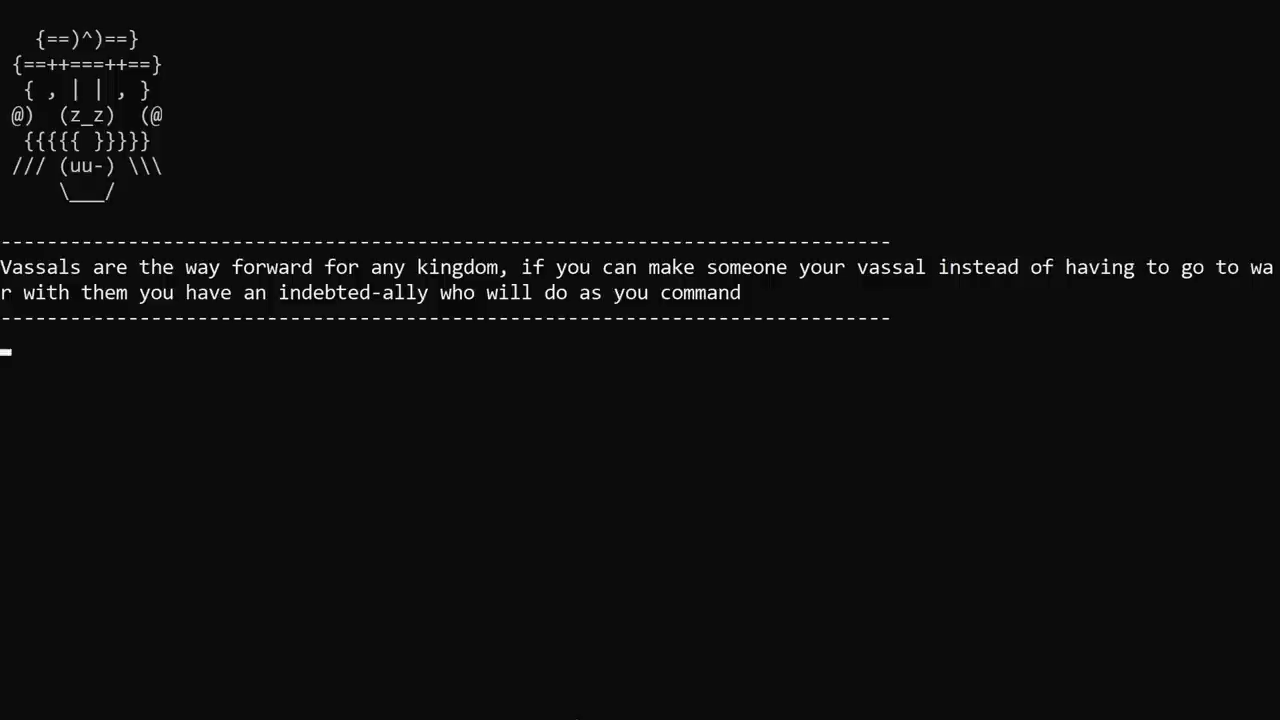 {==)^)==}
 {==++===++==}
  { , | | , }
 @)  (z_z)  (@
  {{{{{ }}}}}
 /// (uu-) \\\
     \___/
-----------------------------------------------------------------------------
Vassals are the way forward for any kingdom, if you can make someone your vassal instead of having to go to wa
r with them you have an indebted-ally who will do as you command
-----------------------------------------------------------------------------